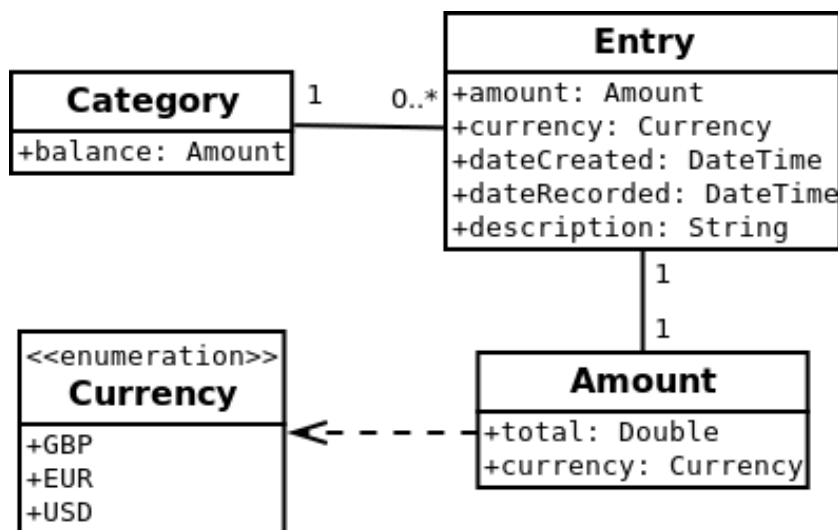 Category
+balance: Amount
1
0..*
Entry
+amount: Amount
+currency: Currency
+dateCreated: DateTime
+dateRecorded: DateTime
+description: String
1
1
<<enumeration>>
Currency
+GBP
+EUR
+USD
Amount
+total: Double
+currency: Currency